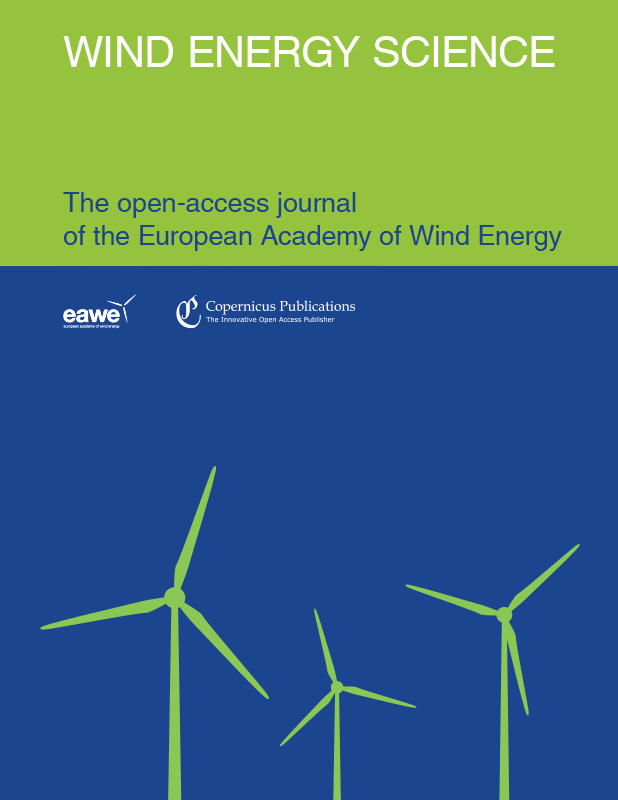 WIND ENERGY SCIENCE
The open-access journal
of the European Academy of Wind Energy
eawe
european academy of wind energy
Copernicus Publications
The Innovative Open Access Publisher